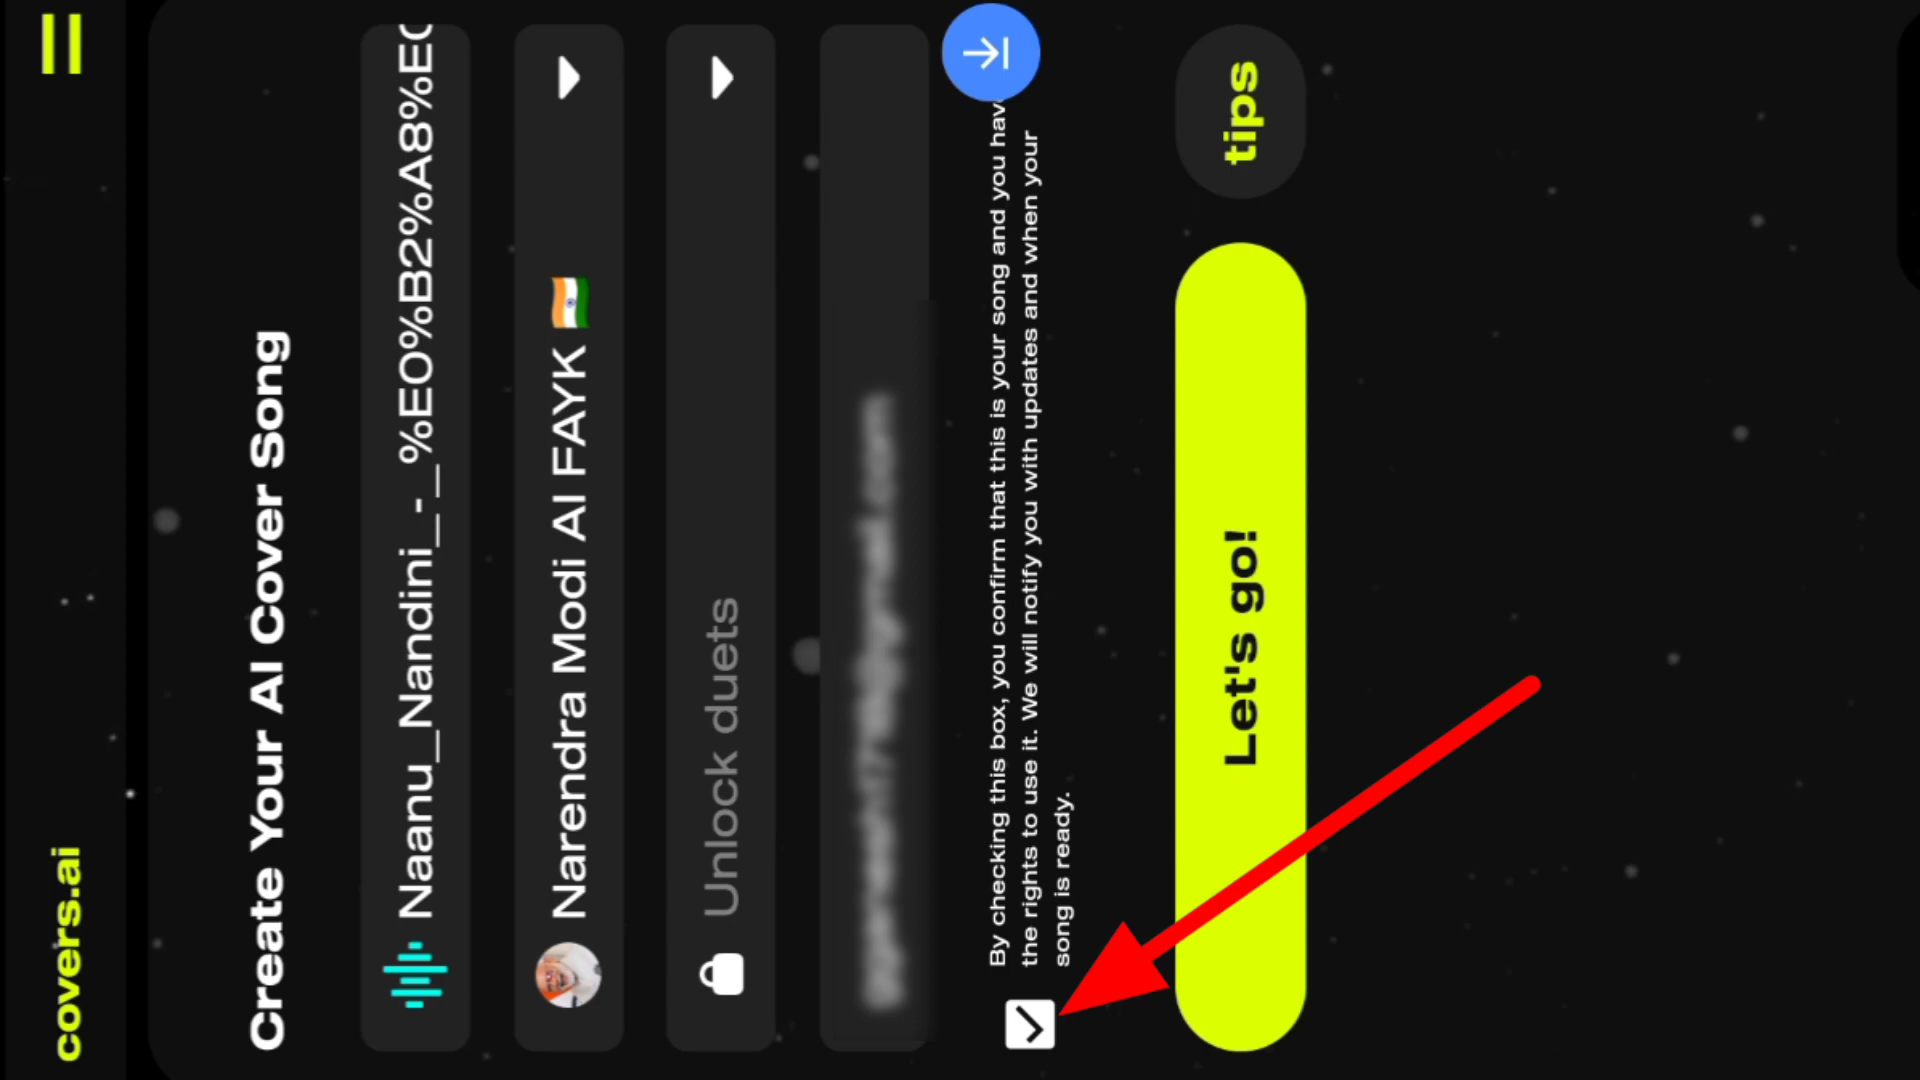 covers.ai
Create Your AI Cover Song
Naanu_Nandini_-_%E0%B2%A8%E0
Narendra Modi AI FAYK 🇮🇳
Unlock duets
By checking this box, you confirm that this is your song and you have
the rights to use it. We will notify you with updates and when your
song is ready.
Let's go!
tips